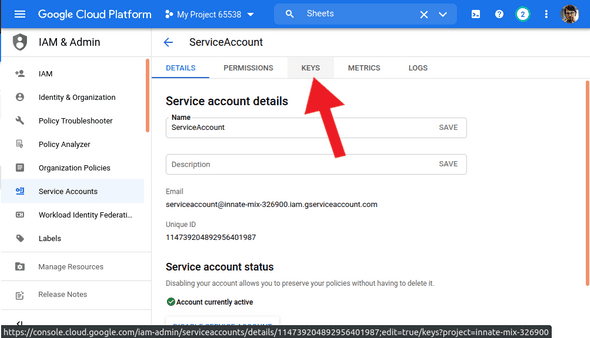 Google Cloud Platform
My Project 65538
Sheets
2
IAM & Admin
ServiceAccount
IAM
Identity & Organization
Policy Troubleshooter
Policy Analyzer
Organization Policies
Service Accounts
Workload Identity Federati...
Labels
Manage Resources
Release Notes
DETAILS
PERMISSIONS
KEYS
METRICS
LOGS
Service account details
Name
ServiceAccount
SAVE
Description
SAVE
Email
serviceaccount@innate-mix-326900.iam.gserviceaccount.com
Unique ID
114739204892956401987
Service account status
Disabling your account allows you to preserve your policies without having to delete it.
Account currently active
https://console.cloud.google.com/iam-admin/serviceaccounts/details/114739204892956401987;edit=true/keys?project=innate-mix-326900